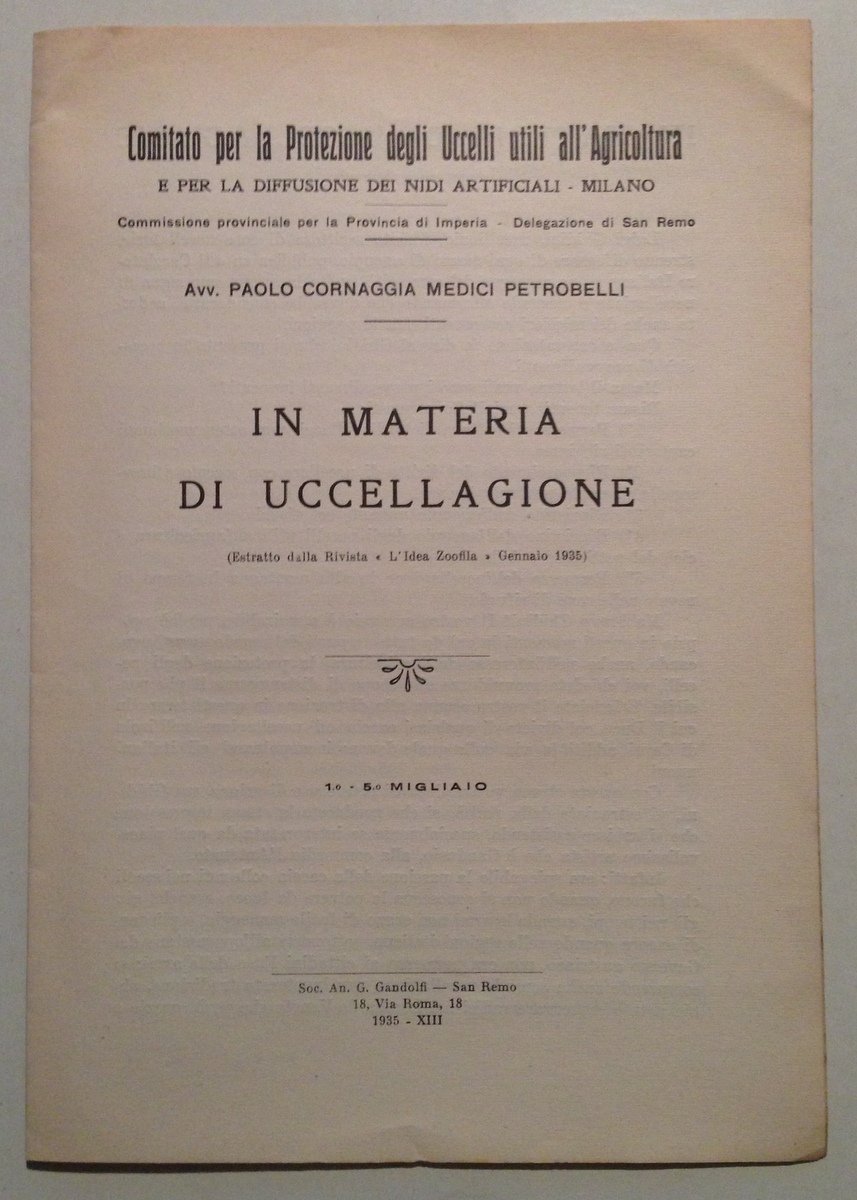 Comitato per la Protezione degli Uccelli utili all'Agricoltura
E PER LA DIFFUSIONE DEI NIDI ARTIFICIALI - MILANO
Commissione provinciale per la Provincia di Imperia - Delegazione di San Remo
Avv. PAOLO CORNAGGIA MEDICI PETROBELLI
IN MATERIA
DI UCCELLAGIONE
(Estratto dalla Rivista « L'Idea Zoofila » Gennaio 1935)
1.o - 5.o MIGLIAIO
Soc. An. G. Gandolfi — San Remo
18, Via Roma, 18
1935 - XIII